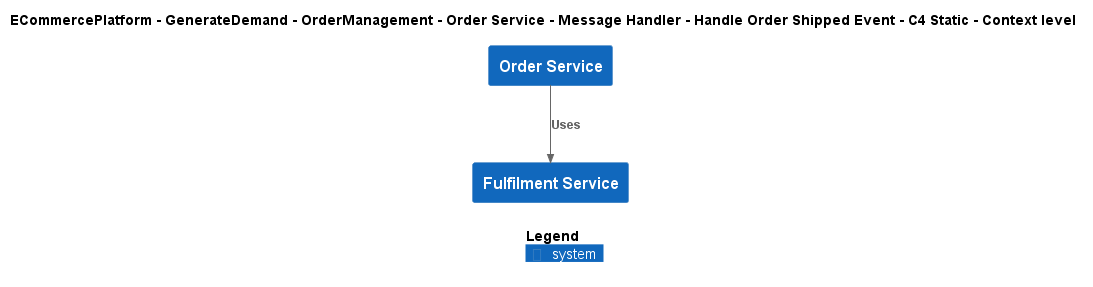 ECommercePlatform - GenerateDemand - OrderManagement - Order Service - Message Handler - Handle Order Shipped Event - C4 Static - Context level
Order Service
Uses
Fulfilment Service
Legend
system